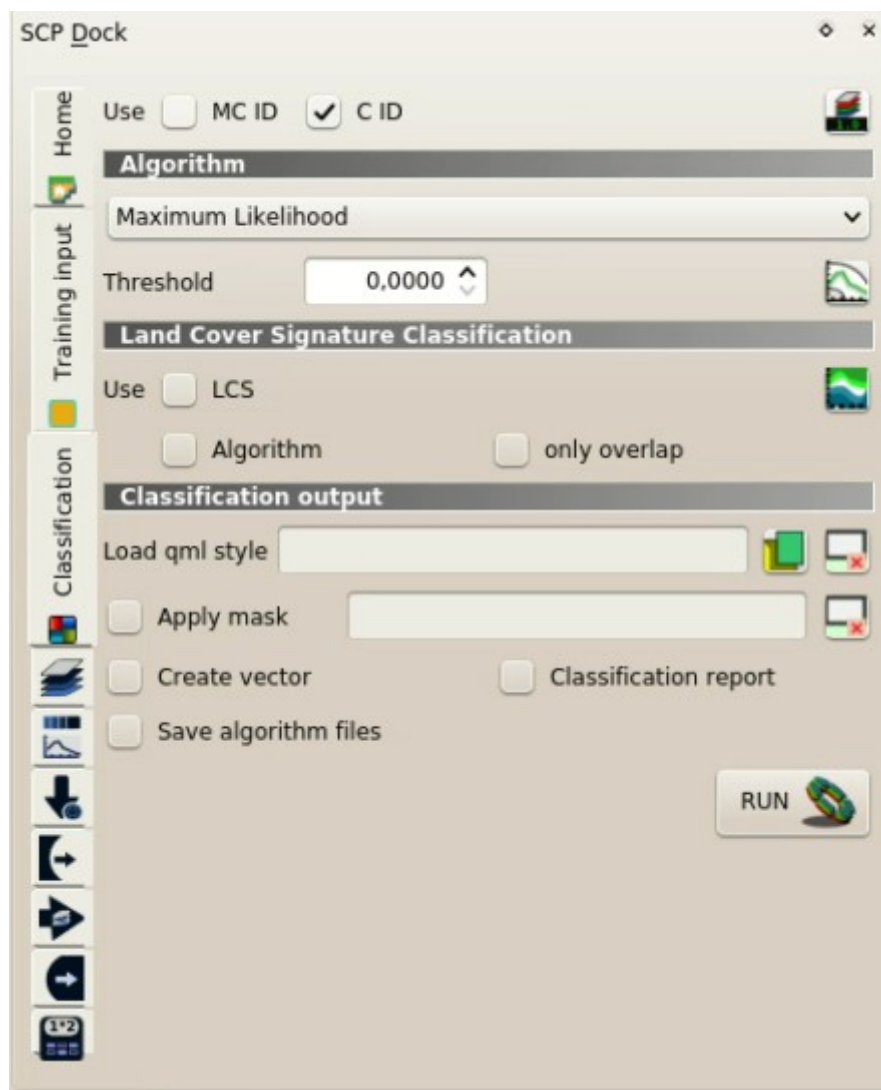 SCP Dock
Home
Training input
Classification
Use MC ID C ID
Algorithm
Maximum Likelihood
Threshold 0,0000
Land Cover Signature Classification
Use LCS
Algorithm only overlap
Classification output
Load qml style
Apply mask
Create vector Classification report
Save algorithm files
RUN
1*2